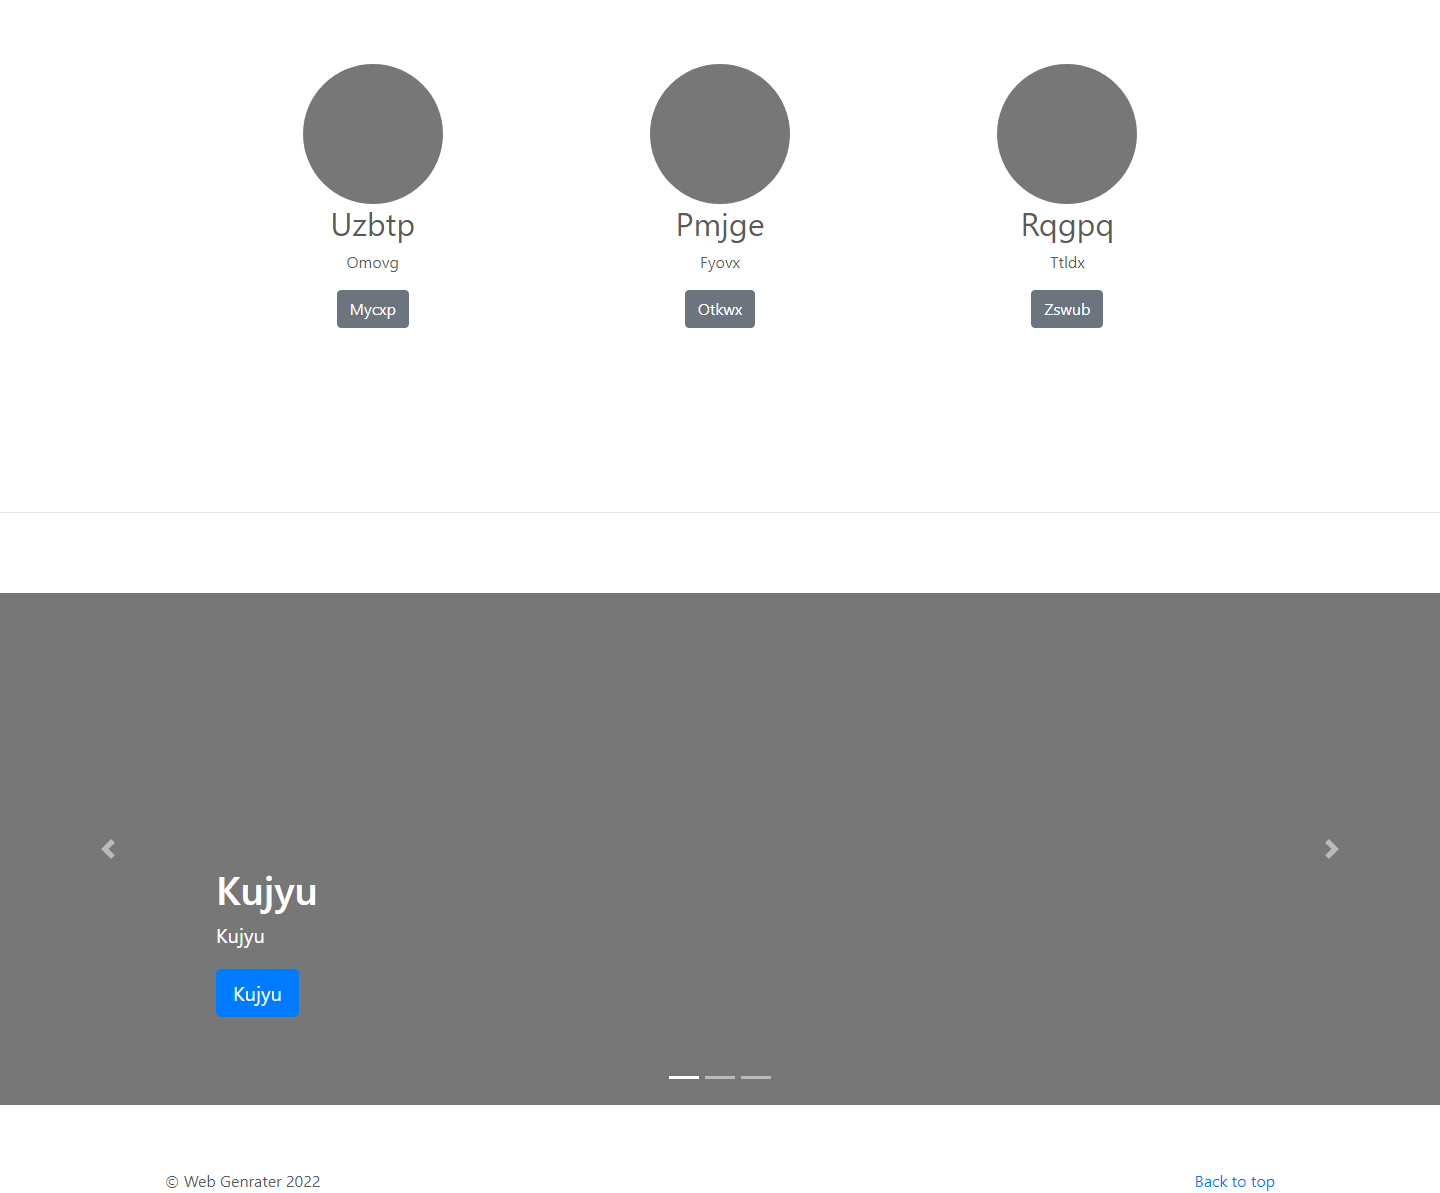 Uzbtp
Omovg
Mycxp
Pmjge
Fyovx
Otkwx
Rqgpq
Ttldx
Zswub
Kujyu
Kujyu
Kujyu
© Web Genrater 2022
Back to top